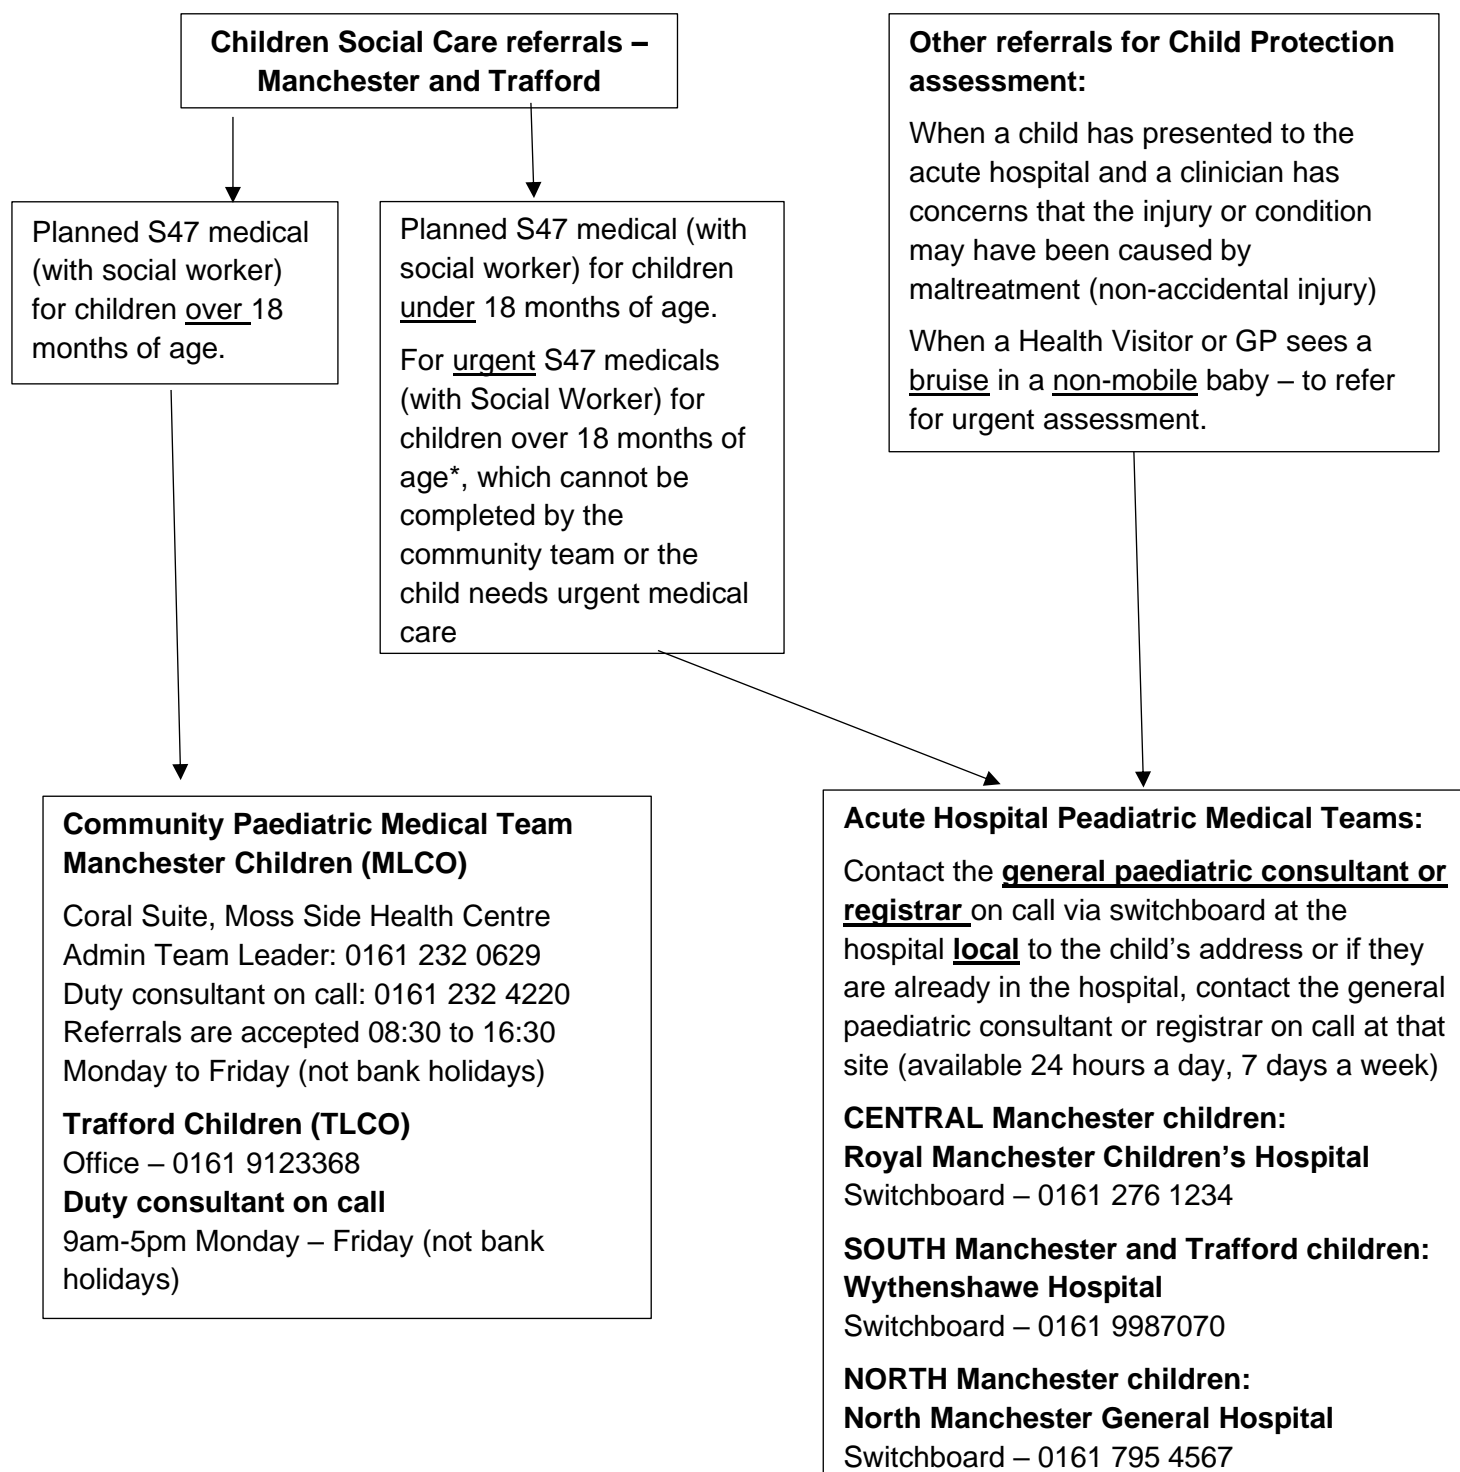 Children Social Care referrals –
Manchester and Trafford
Other referrals for Child Protection
assessment:
When a child has presented to the
acute hospital and a clinician has
concerns that the injury or condition
may have been caused by
maltreatment (non-accidental injury)
When a Health Visitor or GP sees a
bruise in a non-mobile baby – to refer
for urgent assessment.
Planned S47 medical
(with social worker)
for children over 18
months of age.
Planned S47 medical (with
social worker) for children
under 18 months of age.
For urgent S47 medicals
(with Social Worker) for
children over 18 months of
age*, which cannot be
completed by the
community team or the
child needs urgent medical
care
Community Paediatric Medical Team
Manchester Children (MLCO)
Coral Suite, Moss Side Health Centre
Admin Team Leader: 0161 232 0629
Duty consultant on call: 0161 232 4220
Referrals are accepted 08:30 to 16:30
Monday to Friday (not bank holidays)
Trafford Children (TLCO)
Office – 0161 9123368
Duty consultant on call
9am-5pm Monday – Friday (not bank
holidays)
Acute Hospital Peadiatric Medical Teams:
Contact the general paediatric consultant or
registrar on call via switchboard at the
hospital local to the child’s address or if they
are already in the hospital, contact the general
paediatric consultant or registrar on call at that
site (available 24 hours a day, 7 days a week)
CENTRAL Manchester children:
Royal Manchester Children’s Hospital
Switchboard – 0161 276 1234
SOUTH Manchester and Trafford children:
Wythenshawe Hospital
Switchboard – 0161 9987070
NORTH Manchester children:
North Manchester General Hospital
Switchboard – 0161 795 4567